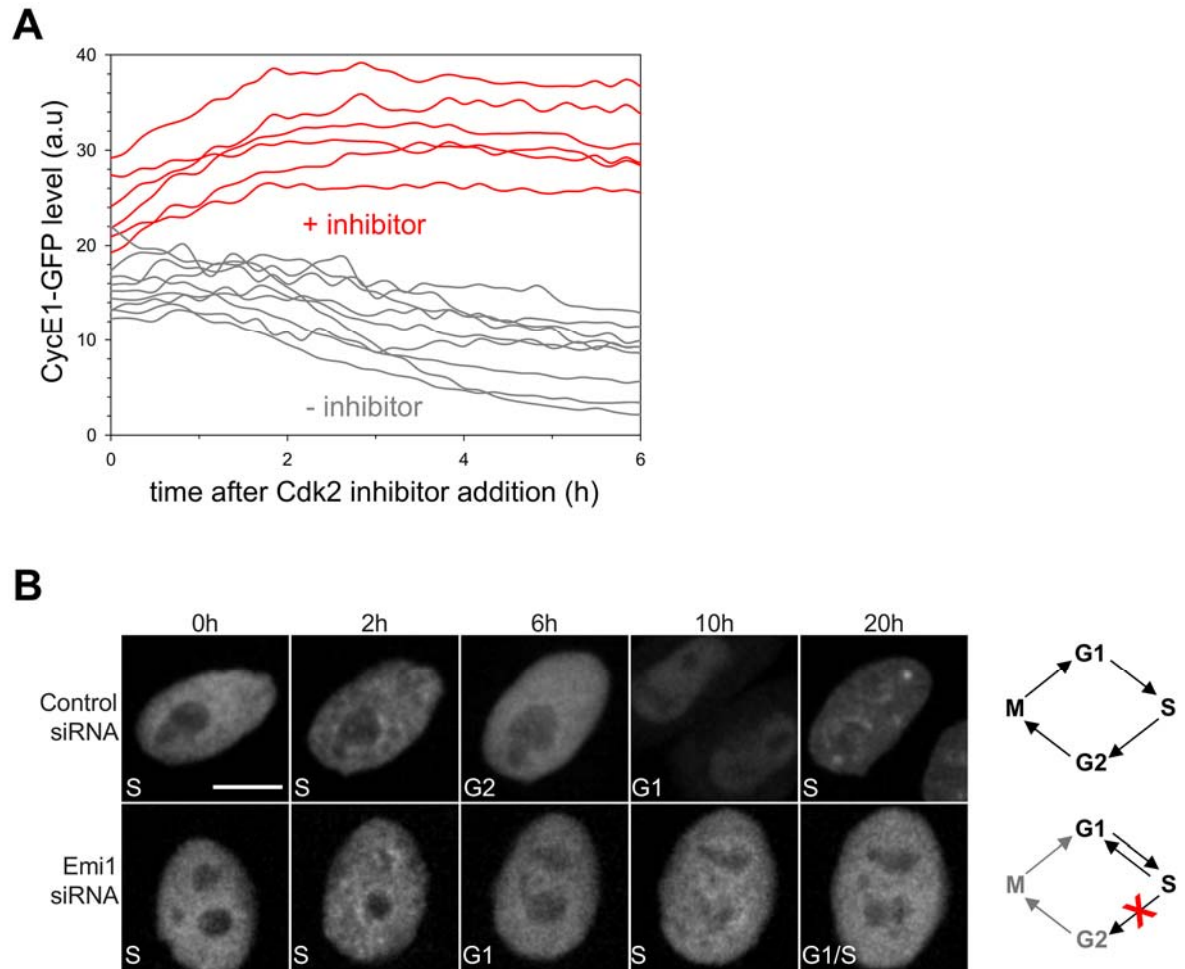 A
CycE1-GFP level (a.u)
40
30
20
10
0
+ inhibitor
- inhibitor
0
2
4
6
time after Cdk2 inhibitor addition (h)
B
0h
2h
6h
10h
20h
Control
siRNA
S
S
G2
G1
S
G1
M
S
G2
Emi1
siRNA
S
S
G1
S
G1/S
G1
M
S
G2